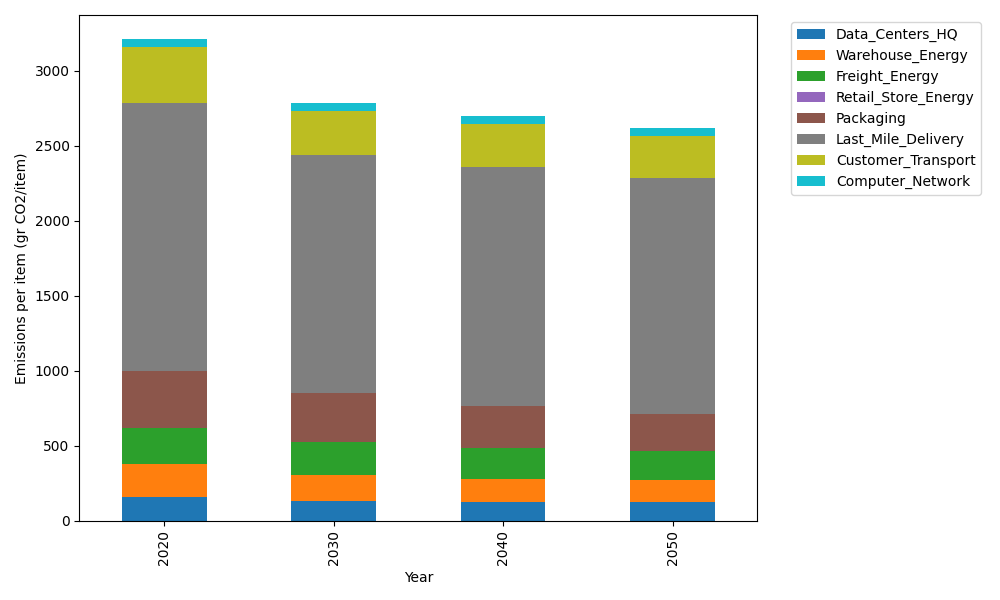 Emissions per item (gr CO2/item)
3000
2500
2000
1500
1000
500
0
2020
2030
2040
2050
Year
Data_Centers_HQ
Warehouse_Energy
Freight_Energy
Retail_Store_Energy
Packaging
Last_Mile_Delivery
Customer_Transport
Computer_Network